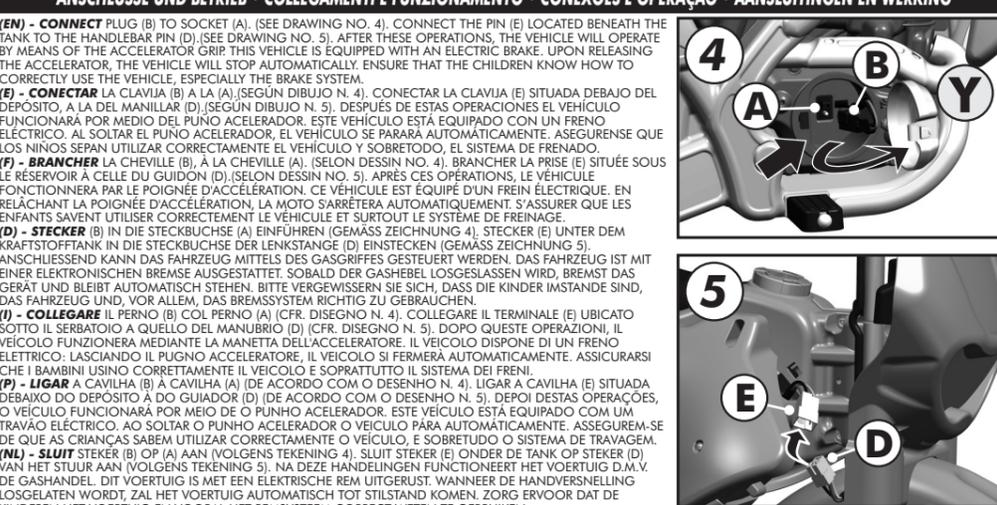 ANSCHLÜSSE UND BETRIEB • COLLEGAMENTI E FUNZIONAMENTO • CONEXÕES E OPERAÇÃO • AANSLUITINGEN EN WERKING
(EN) - CONNECT PLUG (B) TO SOCKET (A). (SEE DRAWING NO. 4). CONNECT THE PIN (E) LOCATED BENEATH THE
TANK TO THE HANDLEBAR PIN (D).(SEE DRAWING NO. 5). AFTER THESE OPERATIONS, THE VEHICLE WILL OPERATE
BY MEANS OF THE ACCELERATOR GRIP. THIS VEHICLE IS EQUIPPED WITH AN ELECTRIC BRAKE. UPON RELEASING
THE ACCELERATOR, THE VEHICLE WILL STOP AUTOMATICALLY. ENSURE THAT THE CHILDREN KNOW HOW TO
CORRECTLY USE THE VEHICLE, ESPECIALLY THE BRAKE SYSTEM.
(E) - CONECTAR LA CLAVIJA (B) A LA (A).(SEGÚN DIBUJO N. 4). CONECTAR LA CLAVIJA (E) SITUADA DEBAJO DEL
DEPÓSITO, A LA DEL MANILLAR (D).(SEGÚN DIBUJO N. 5). DESPUÉS DE ESTAS OPERACIONES EL VEHÍCULO
FUNCIONARÁ POR MEDIO DEL PUÑO ACELERADOR. ESTE VEHÍCULO ESTÁ EQUIPADO CON UN FRENO
ELÉCTRICO. AL SOLTAR EL PUÑO ACELERADOR, EL VEHÍCULO SE PARARÁ AUTOMÁTICAMENTE. ASEGURENSE QUE
LOS NIÑOS SEPAN UTILIZAR CORRECTAMENTE EL VEHÍCULO Y SOBRETODO, EL SISTEMA DE FRENADO.
(F) - BRANCHER LA CHEVILLE (B), À LA CHEVILLE (A). (SELON DESSIN NO. 4). BRANCHER LA PRISE (E) SITUÉE SOUS
LE RÉSERVOIR À CELLE DU GUIDON (D).(SELON DESSIN NO. 5). APRÈS CES OPÉRATIONS, LE VÉHICULE
FONCTIONNERA PAR LE POIGNÉE D'ACCÉLÉRATION. CE VÉHICULE EST ÉQUIPÉ D'UN FREIN ÉLECTRIQUE. EN
RELÂCHANT LA POIGNÉE D'ACCÉLÉRATION, LA MOTO S'ARRÊTERA AUTOMATIQUEMENT. S'ASSURER QUE LES
ENFANTS SAVENT UTILISER CORRECTEMENT LE VÉHICULE ET SURTOUT LE SYSTÈME DE FREINAGE.
(D) - STECKER (B) IN DIE STECKBUCHSE (A) EINFÜHREN (GEMÄSS ZEICHNUNG 4). STECKER (E) UNTER DEM
KRAFTSTOFFTANK IN DIE STECKBUCHSE DER LENKSTANGE (D) EINSTECKEN (GEMÄSS ZEICHNUNG 5).
ANSCHLIESSEND KANN DAS FAHRZEUG MITTELS DES GASGRIFFES GESTEUERT WERDEN. DAS FAHRZEUG IST MIT
EINER ELEKTRONISCHEN BREMSE AUSGESTATTET. SOBALD DER GASHEBEL LOSGESLASSEN WIRD, BREMST DAS
GERÄT UND BLEIBT AUTOMATISCH STEHEN. BITTE VERGEWISSERN SIE SICH, DASS DIE KINDER IMSTANDE SIND,
DAS FAHRZEUG UND, VOR ALLEM, DAS BREMSSYSTEM RICHTIG ZU GEBRAUCHEN.
(I) - COLLEGARE IL PERNO (B) COL PERNO (A) (CFR. DISEGNO N. 4). COLLEGARE IL TERMINALE (E) UBICATO
SOTTO IL SERBATOIO A QUELLO DEL MANUBRIO (D) (CFR. DISEGNO N. 5). DOPO QUESTE OPERAZIONI, IL
VEÍCOLO FUNZIONERA MEDIANTE LA MANETTA DELL'ACCELERATORE. IL VEICOLO DISPONE DI UN FRENO
ELETTRICO: LASCIANDO IL PUGNO ACCELERATORE, IL VEICOLO SI FERMERÀ AUTOMATICAMENTE. ASSICURARSI
CHE I BAMBINI USINO CORRETTAMENTE IL VEICOLO E SOPRATTUTTO IL SISTEMA DEI FRENI.
(P) - LIGAR A CAVILHA (B) À CAVILHA (A) (DE ACORDO COM O DESENHO N. 4). LIGAR A CAVILHA (E) SITUADA
DEBAIXO DO DEPÓSITO À DO GUIADOR (D) (DE ACORDO COM O DESENHO N. 5). DEPOI DESTAS OPERAÇÕES,
O VEÍCULO FUNCIONARÁ POR MEIO DE O PUNHO ACELERADOR. ESTE VEÍCULO ESTÁ EQUIPADO COM UM
TRAVÃO ELÉCTRICO. AO SOLTAR O PUNHO ACELERADOR O VEICULO PÁRA AUTOMÁTICAMENTE. ASSEGUREM-SE
DE QUE AS CRIANÇAS SABEM UTILIZAR CORRECTAMENTE O VEÍCULO, E SOBRETUDO O SISTEMA DE TRAVAGEM.
(NL) - SLUIT STEKER (B) OP (A) AAN (VOLGENS TEKENING 4). SLUIT STEKER (E) ONDER DE TANK OP STEKER (D)
VAN HET STUUR AAN (VOLGENS TEKENING 5). NA DEZE HANDELINGEN FUNCTIONEERT HET VOERTUIG D.M.V.
DE GASHANDEL. DIT VOERTUIG IS MET EEN ELEKTRISCHE REM UITGERUST. WANNEER DE HANDVERSNELLING
LOSGELATEN WORDT, ZAL HET VOERTUIG AUTOMATISCH TOT STILSTAND KOMEN. ZORG ERVOOR DAT DE
4
A
B
Y
5
E
D